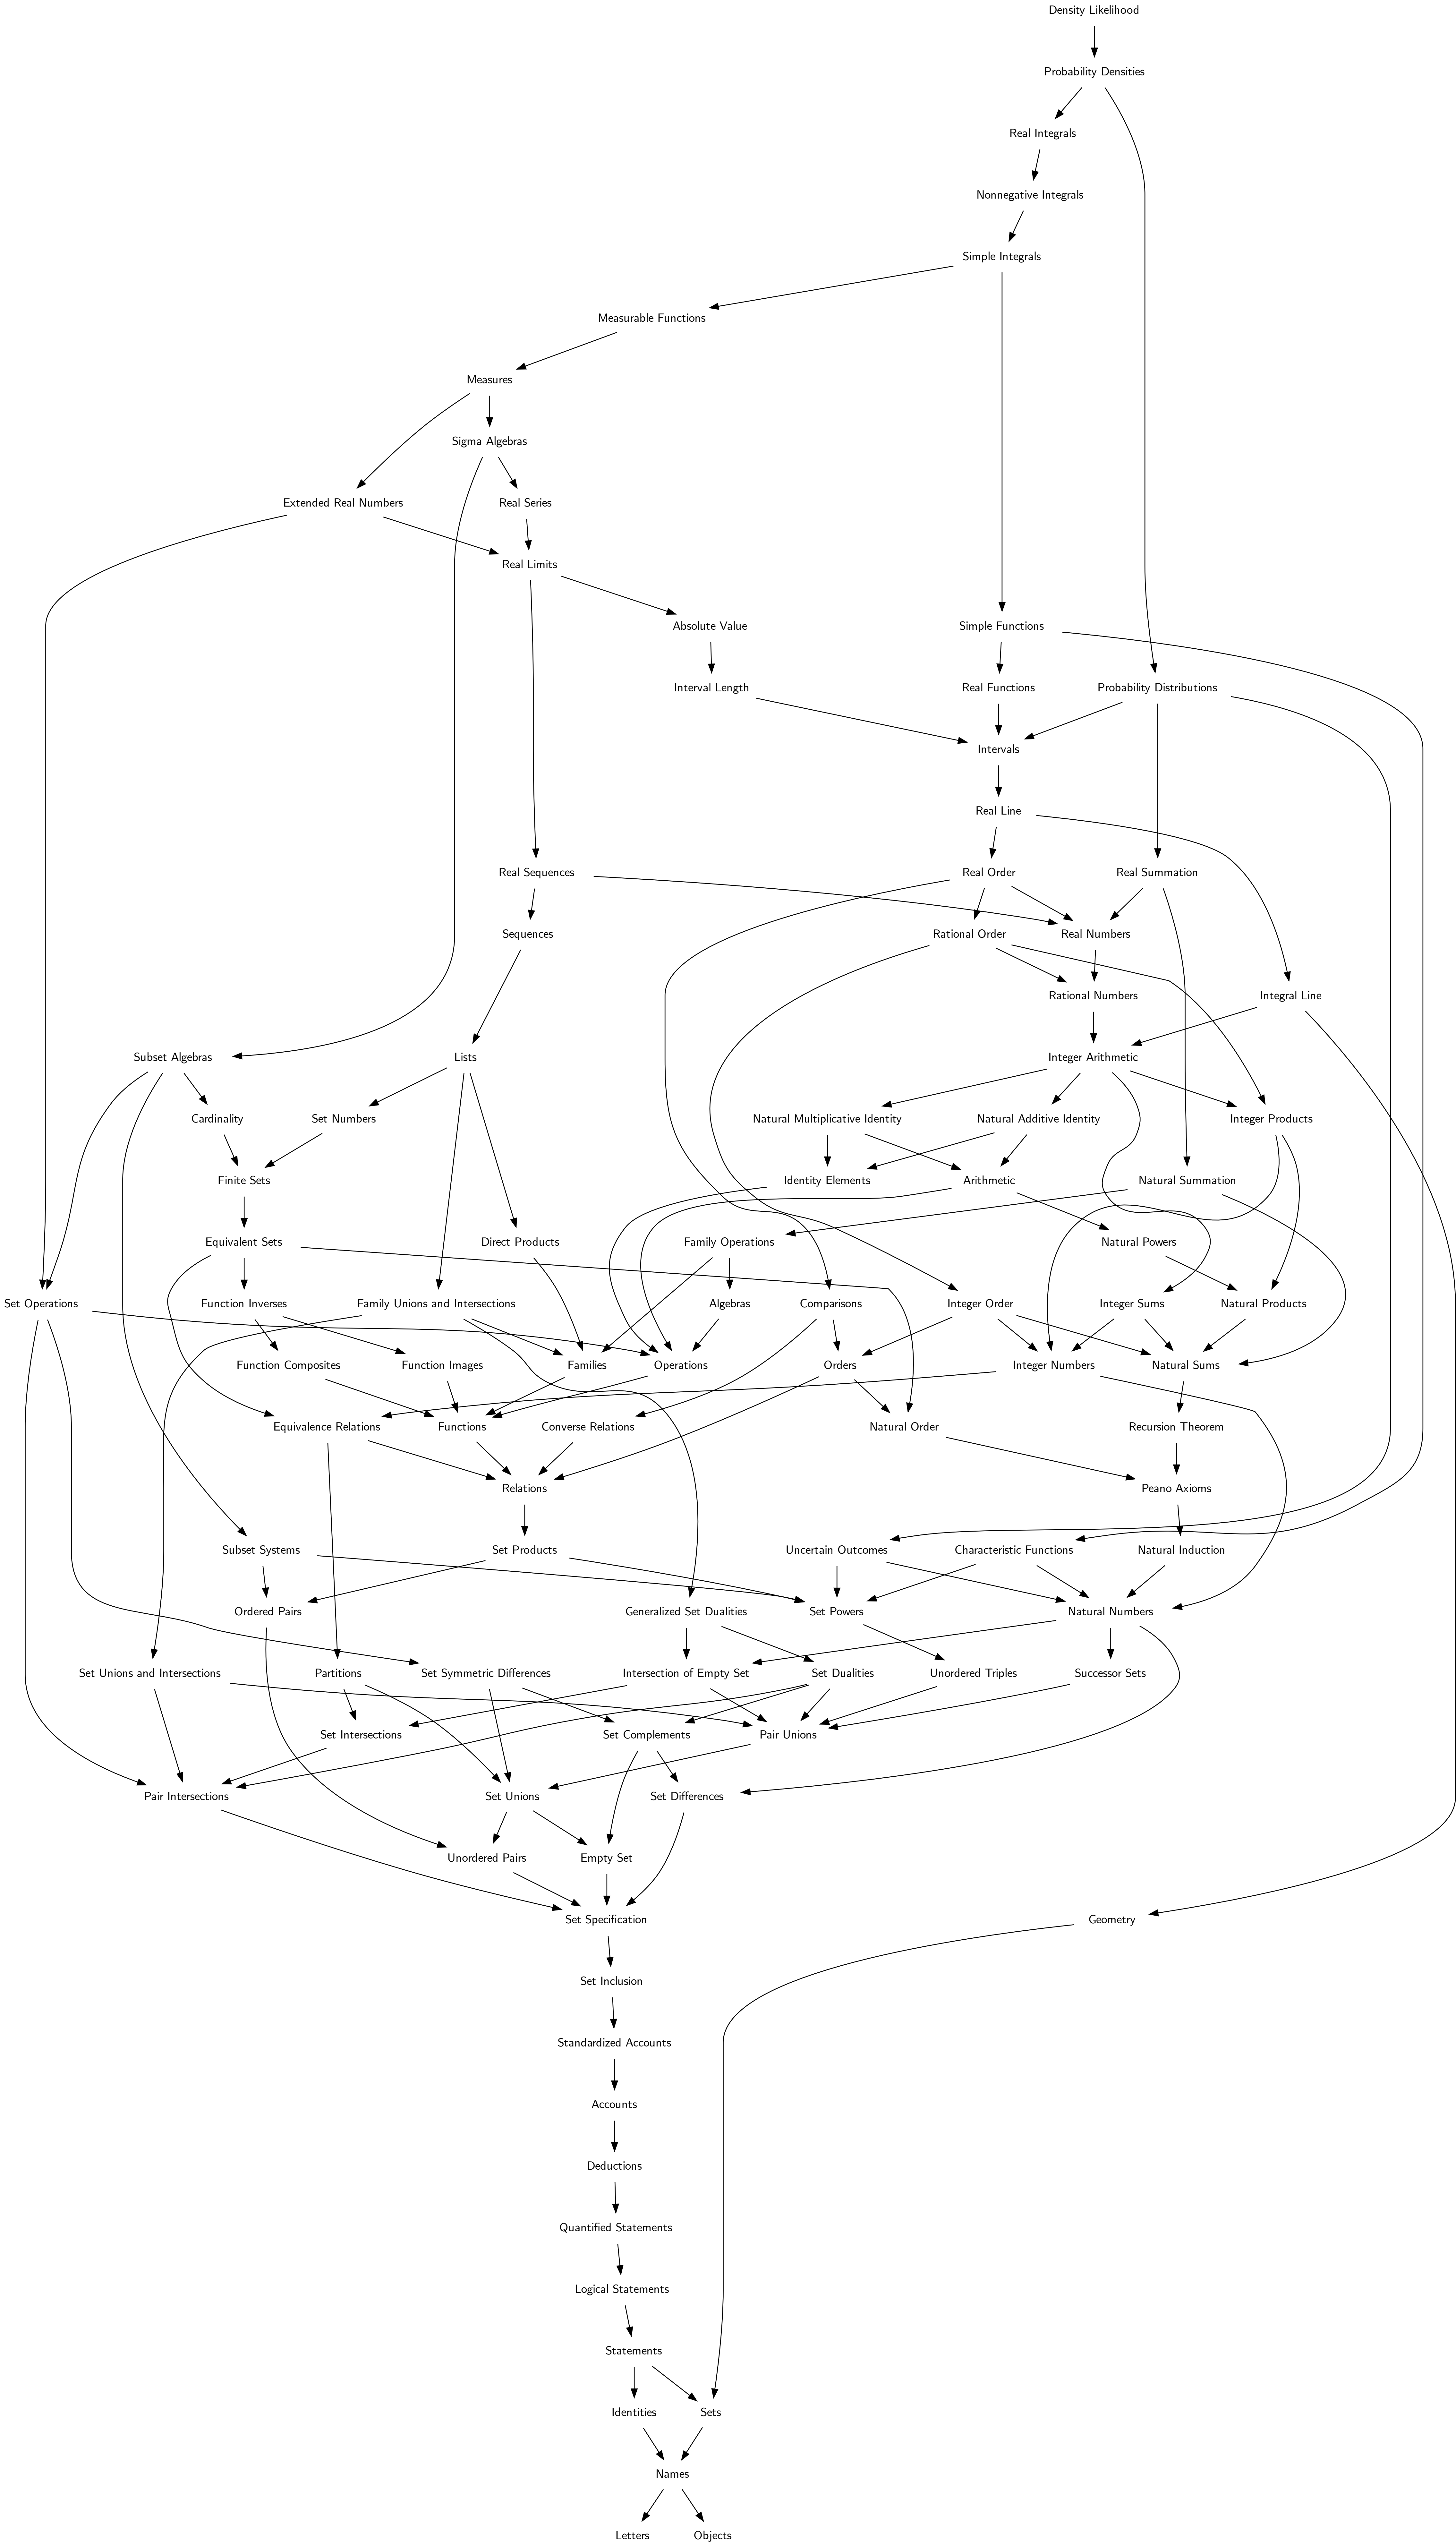 Density Likelihood
Probability Densities
Real Integrals
Nonnegative Integrals
Simple Integrals
Measurable Functions
Measures
Sigma Algebras
Extended Real Numbers
Real Series
Real Limits
Absolute Value
Simple Functions
Interval Length
Real Functions
Probability Distributions
Intervals
Real Line
Real Sequences
Real Order
Real Summation
Sequences
Rational Order
Real Numbers
Rational Numbers
Integral Line
Subset Algebras
Lists
Integer Arithmetic
Cardinality
Set Numbers
Natural Multiplicative Identity
Natural Additive Identity
Integer Products
Finite Sets
Identity Elements
Arithmetic
Natural Summation
Equivalent Sets
Direct Products
Family Operations
Natural Powers
Set Operations
Function Inverses
Family Unions and Intersections
Algebras
Comparisons
Integer Order
Integer Sums
Natural Products
Function Composites
Function Images
Families
Operations
Orders
Integer Numbers
Natural Sums
Equivalence Relations
Functions
Converse Relations
Natural Order
Recursion Theorem
Relations
Peano Axioms
Subset Systems
Set Products
Uncertain Outcomes
Characteristic Functions
Natural Induction
Ordered Pairs
Generalized Set Dualities
Set Powers
Natural Numbers
Set Unions and Intersections
Partitions
Set Symmetric Differences
Intersection of Empty Set
Set Dualities
Unordered Triples
Successor Sets
Set Intersections
Set Complements
Pair Unions
Pair Intersections
Set Unions
Set Differences
Unordered Pairs
Empty Set
Set Specification
Geometry
Set Inclusion
Standardized Accounts
Accounts
Deductions
Quantified Statements
Logical Statements
Statements
Identities
Sets
Names
Letters
Objects